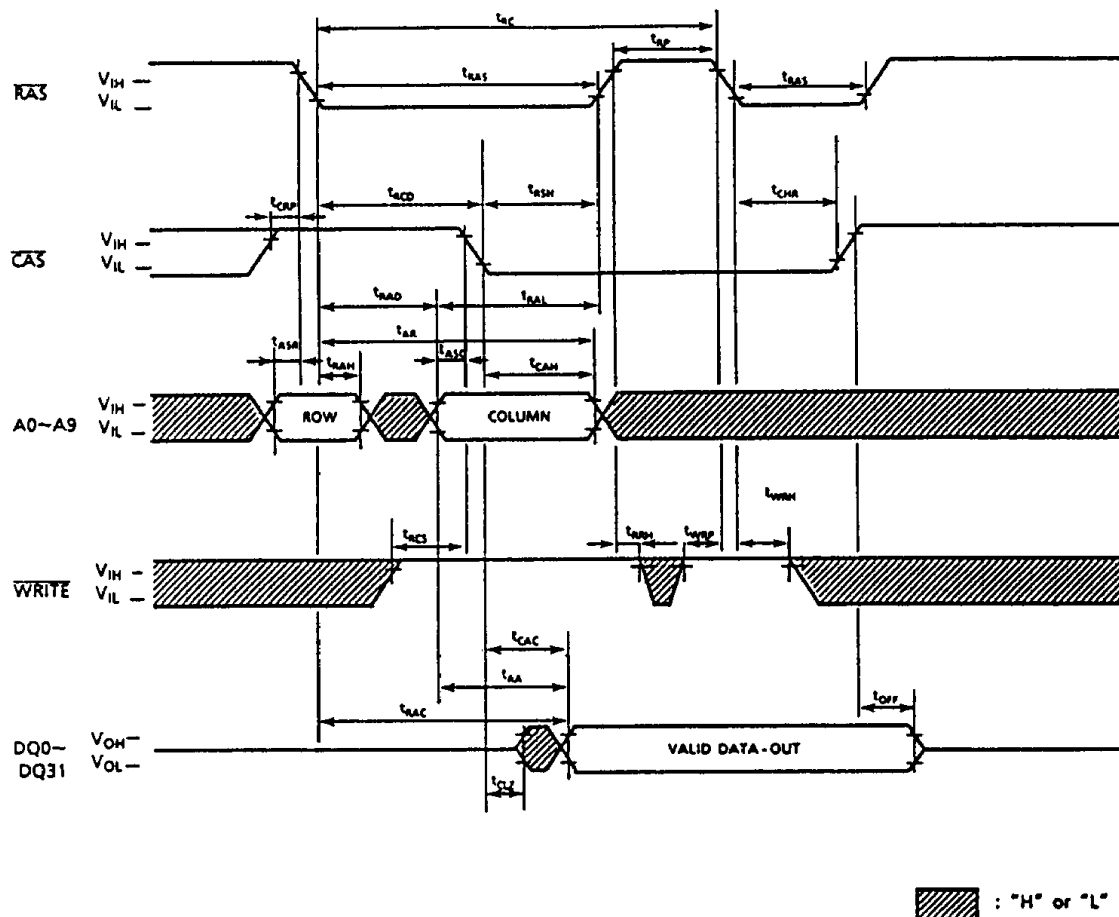 tRC
tRP
tRAS
tRAS
RAS
VIH
VIL
tCRP
tRCD
tRSH
tCHR
CAS
VIH
VIL
tRAD
tRAL
tAR
tASR
tRAH
tASC
tCAH
A0~A9
VIH
VIL
ROW
COLUMN
tWRH
tRCS
tRRH
tWRP
WRITE
VIH
VIL
tCAC
tAA
tRAC
tOFF
DQ0~
DQ31
VOH
VOL
VALID DATA-OUT
tCLZ
: "H" or "L"